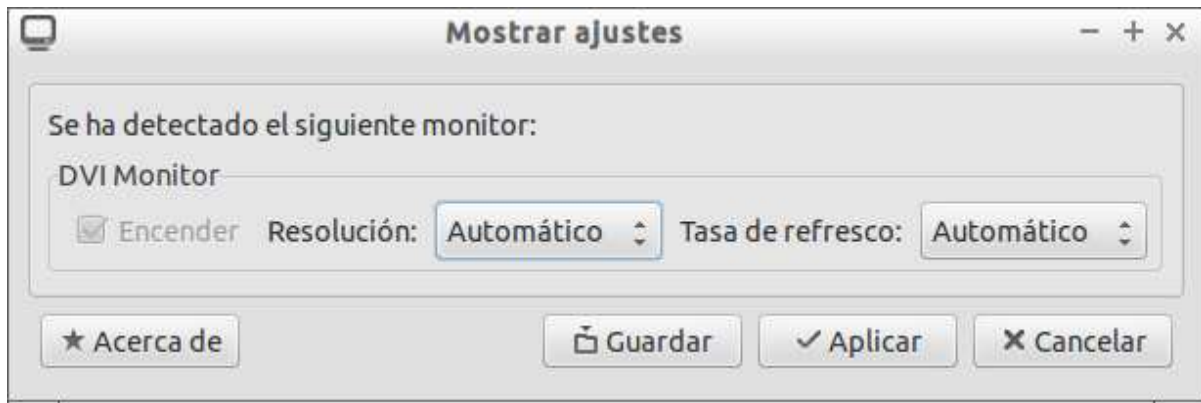 Mostrar ajustes
Se ha detectado el siguiente monitor:
DVI Monitor
Encender Resolución: Automático Tasa de refresco: Automático
Acerca de Guardar Aplicar Cancelar